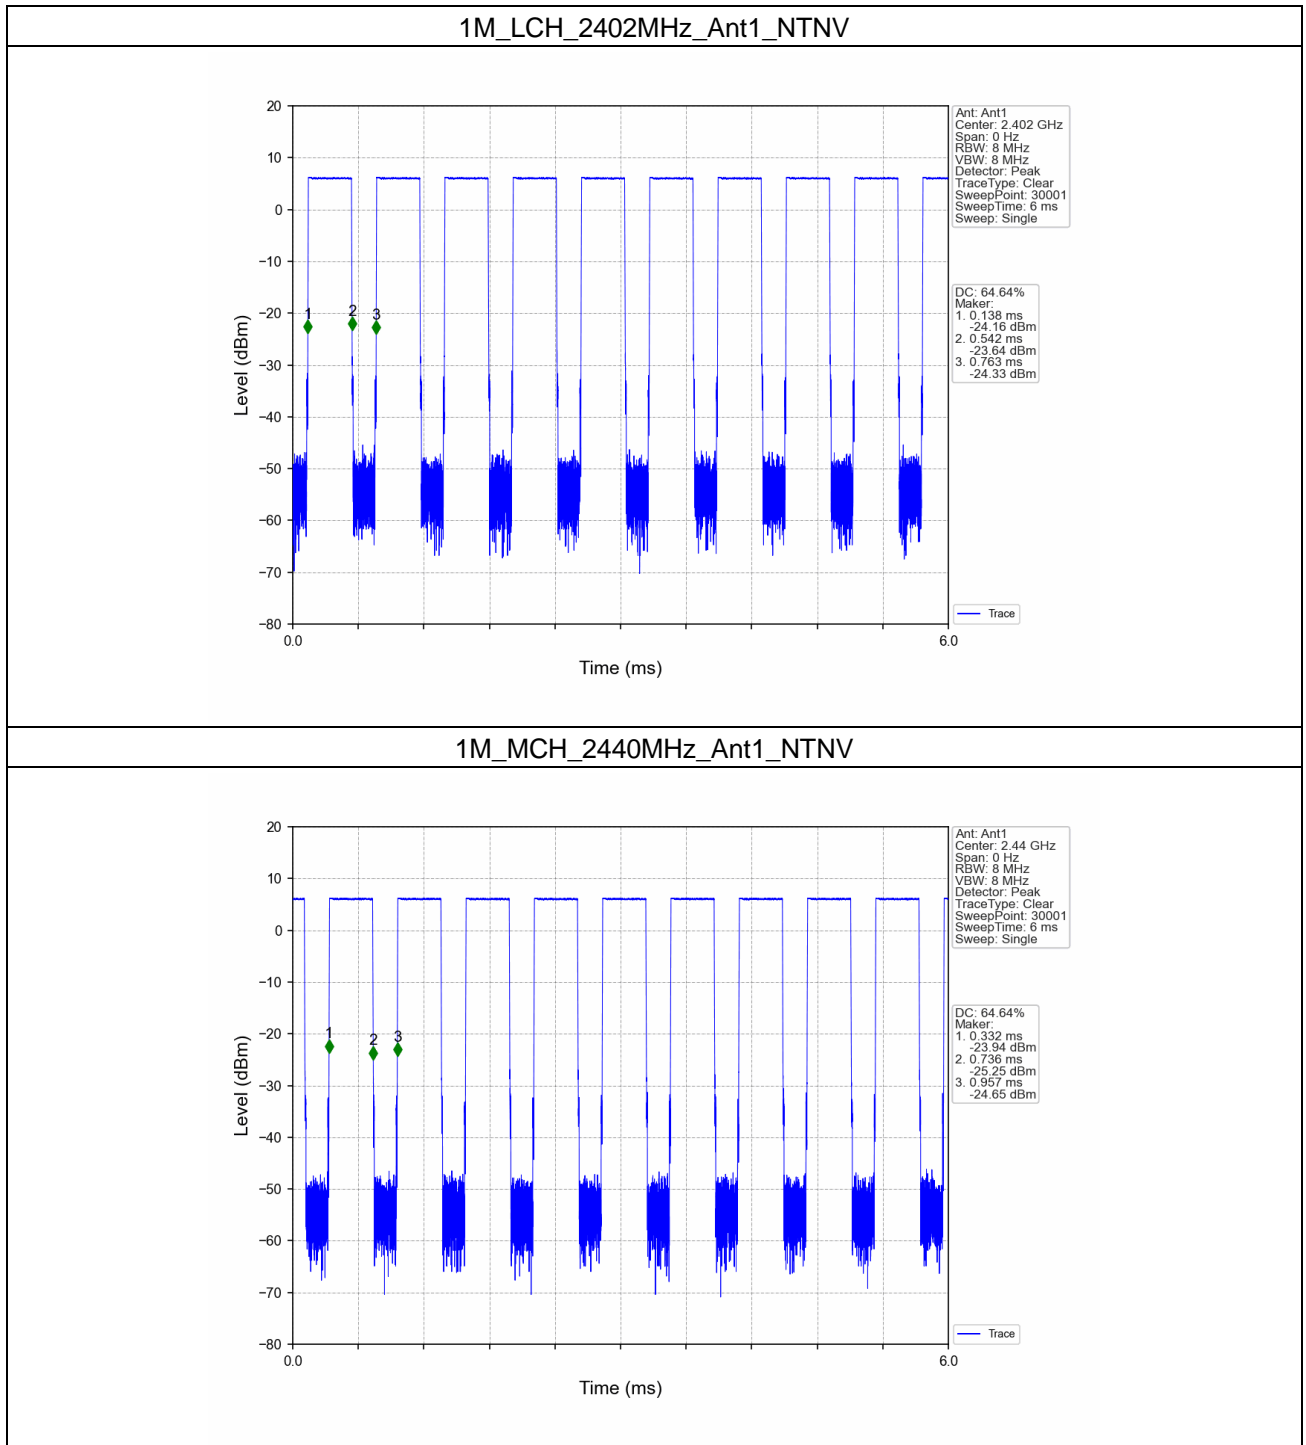 1M_LCH_2402MHz_Ant1_NTNV
20
10
0
−10
−20
−30
−40
−50
−60
−70
−80
Level (dBm)
1
2
3
0.0
6.0
Time (ms)
Ant: Ant1
Center: 2.402 GHz
Span: 0 Hz
RBW: 8 MHz
VBW: 8 MHz
Detector: Peak
TraceType: Clear
SweepPoint: 30001
SweepTime: 6 ms
Sweep: Single
DC: 64.64%
Maker:
1. 0.138 ms
-24.16 dBm
2. 0.542 ms
-23.64 dBm
3. 0.763 ms
-24.33 dBm
Trace
1M_MCH_2440MHz_Ant1_NTNV
20
10
0
−10
−20
−30
−40
−50
−60
−70
−80
Level (dBm)
1
2
3
0.0
6.0
Time (ms)
Ant: Ant1
Center: 2.44 GHz
Span: 0 Hz
RBW: 8 MHz
VBW: 8 MHz
Detector: Peak
TraceType: Clear
SweepPoint: 30001
SweepTime: 6 ms
Sweep: Single
DC: 64.64%
Maker:
1. 0.332 ms
-23.94 dBm
2. 0.736 ms
-25.25 dBm
3. 0.957 ms
-24.65 dBm
Trace